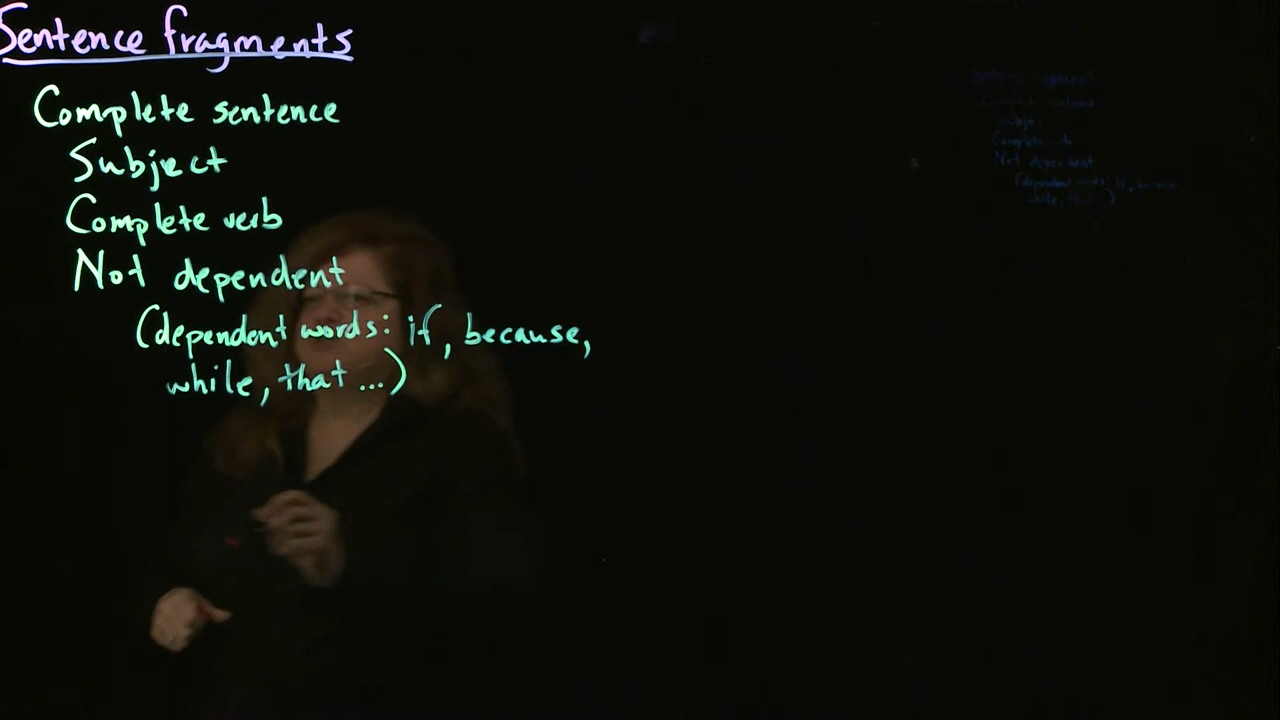 Sentence fragments
Complete sentence
Subject
Complete verb
Not dependent
(dependent words: if, because,
while, that ...)